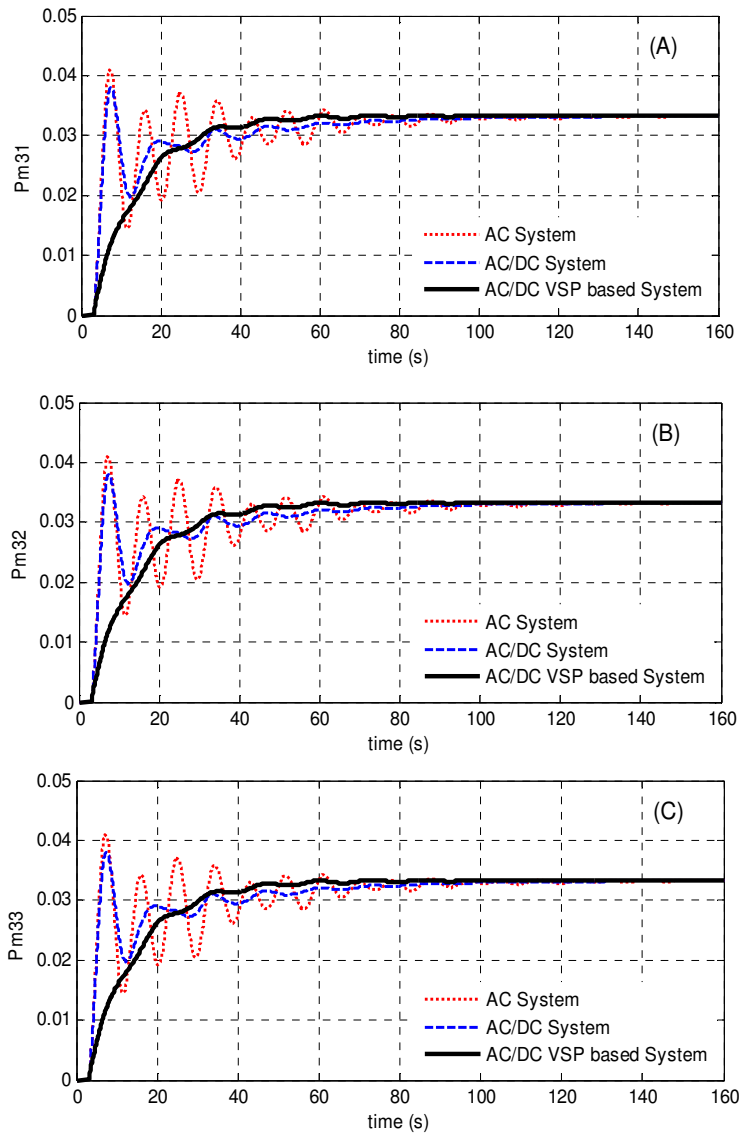 0.05
(A)
0.04
0.03
Pm31
0.02
AC System
0.01
AC/DC System
AC/DC VSP based System
0
0 20 40 60 80 100 120 140 160
time (s)
0.05
(B)
0.04
0.03
Pm32
0.02
AC System
0.01
AC/DC System
AC/DC VSP based System
0
0 20 40 60 80 100 120 140 160
time (s)
0.05
(C)
0.04
0.03
Pm33
0.02
AC System
0.01
AC/DC System
AC/DC VSP based System
0
0 20 40 60 80 100 120 140 160
time (s)